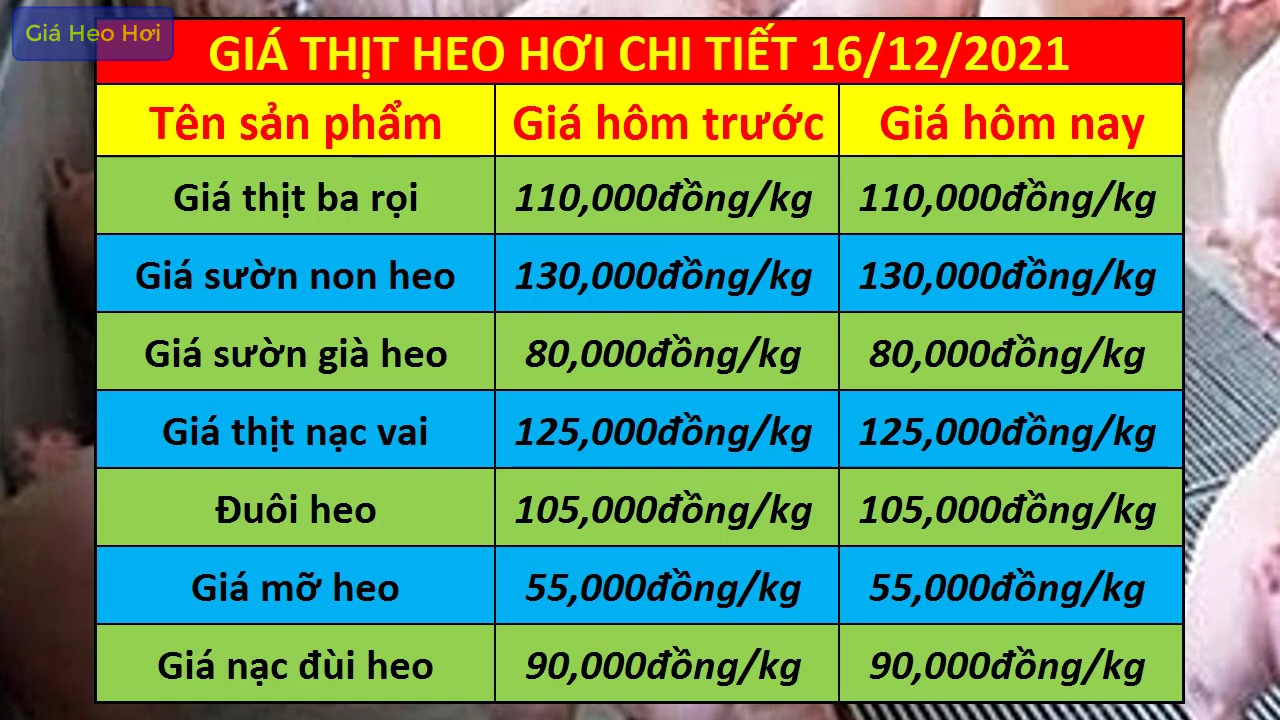 Giá Heo Hơi
GIÁ THỊT HEO HƠI CHI TIẾT 16/12/2021
Tên sản phẩm Giá hôm trước Giá hôm nay
Giá thịt ba rọi 110,000đồng/kg 110,000đồng/kg
Giá sườn non heo 130,000đồng/kg 130,000đồng/kg
Giá sườn già heo 80,000đồng/kg 80,000đồng/kg
Giá thịt nạc vai 125,000đồng/kg 125,000đồng/kg
Đuôi heo 105,000đồng/kg 105,000đồng/kg
Giá mỡ heo 55,000đồng/kg 55,000đồng/kg
Giá nạc đùi heo 90,000đồng/kg 90,000đồng/kg